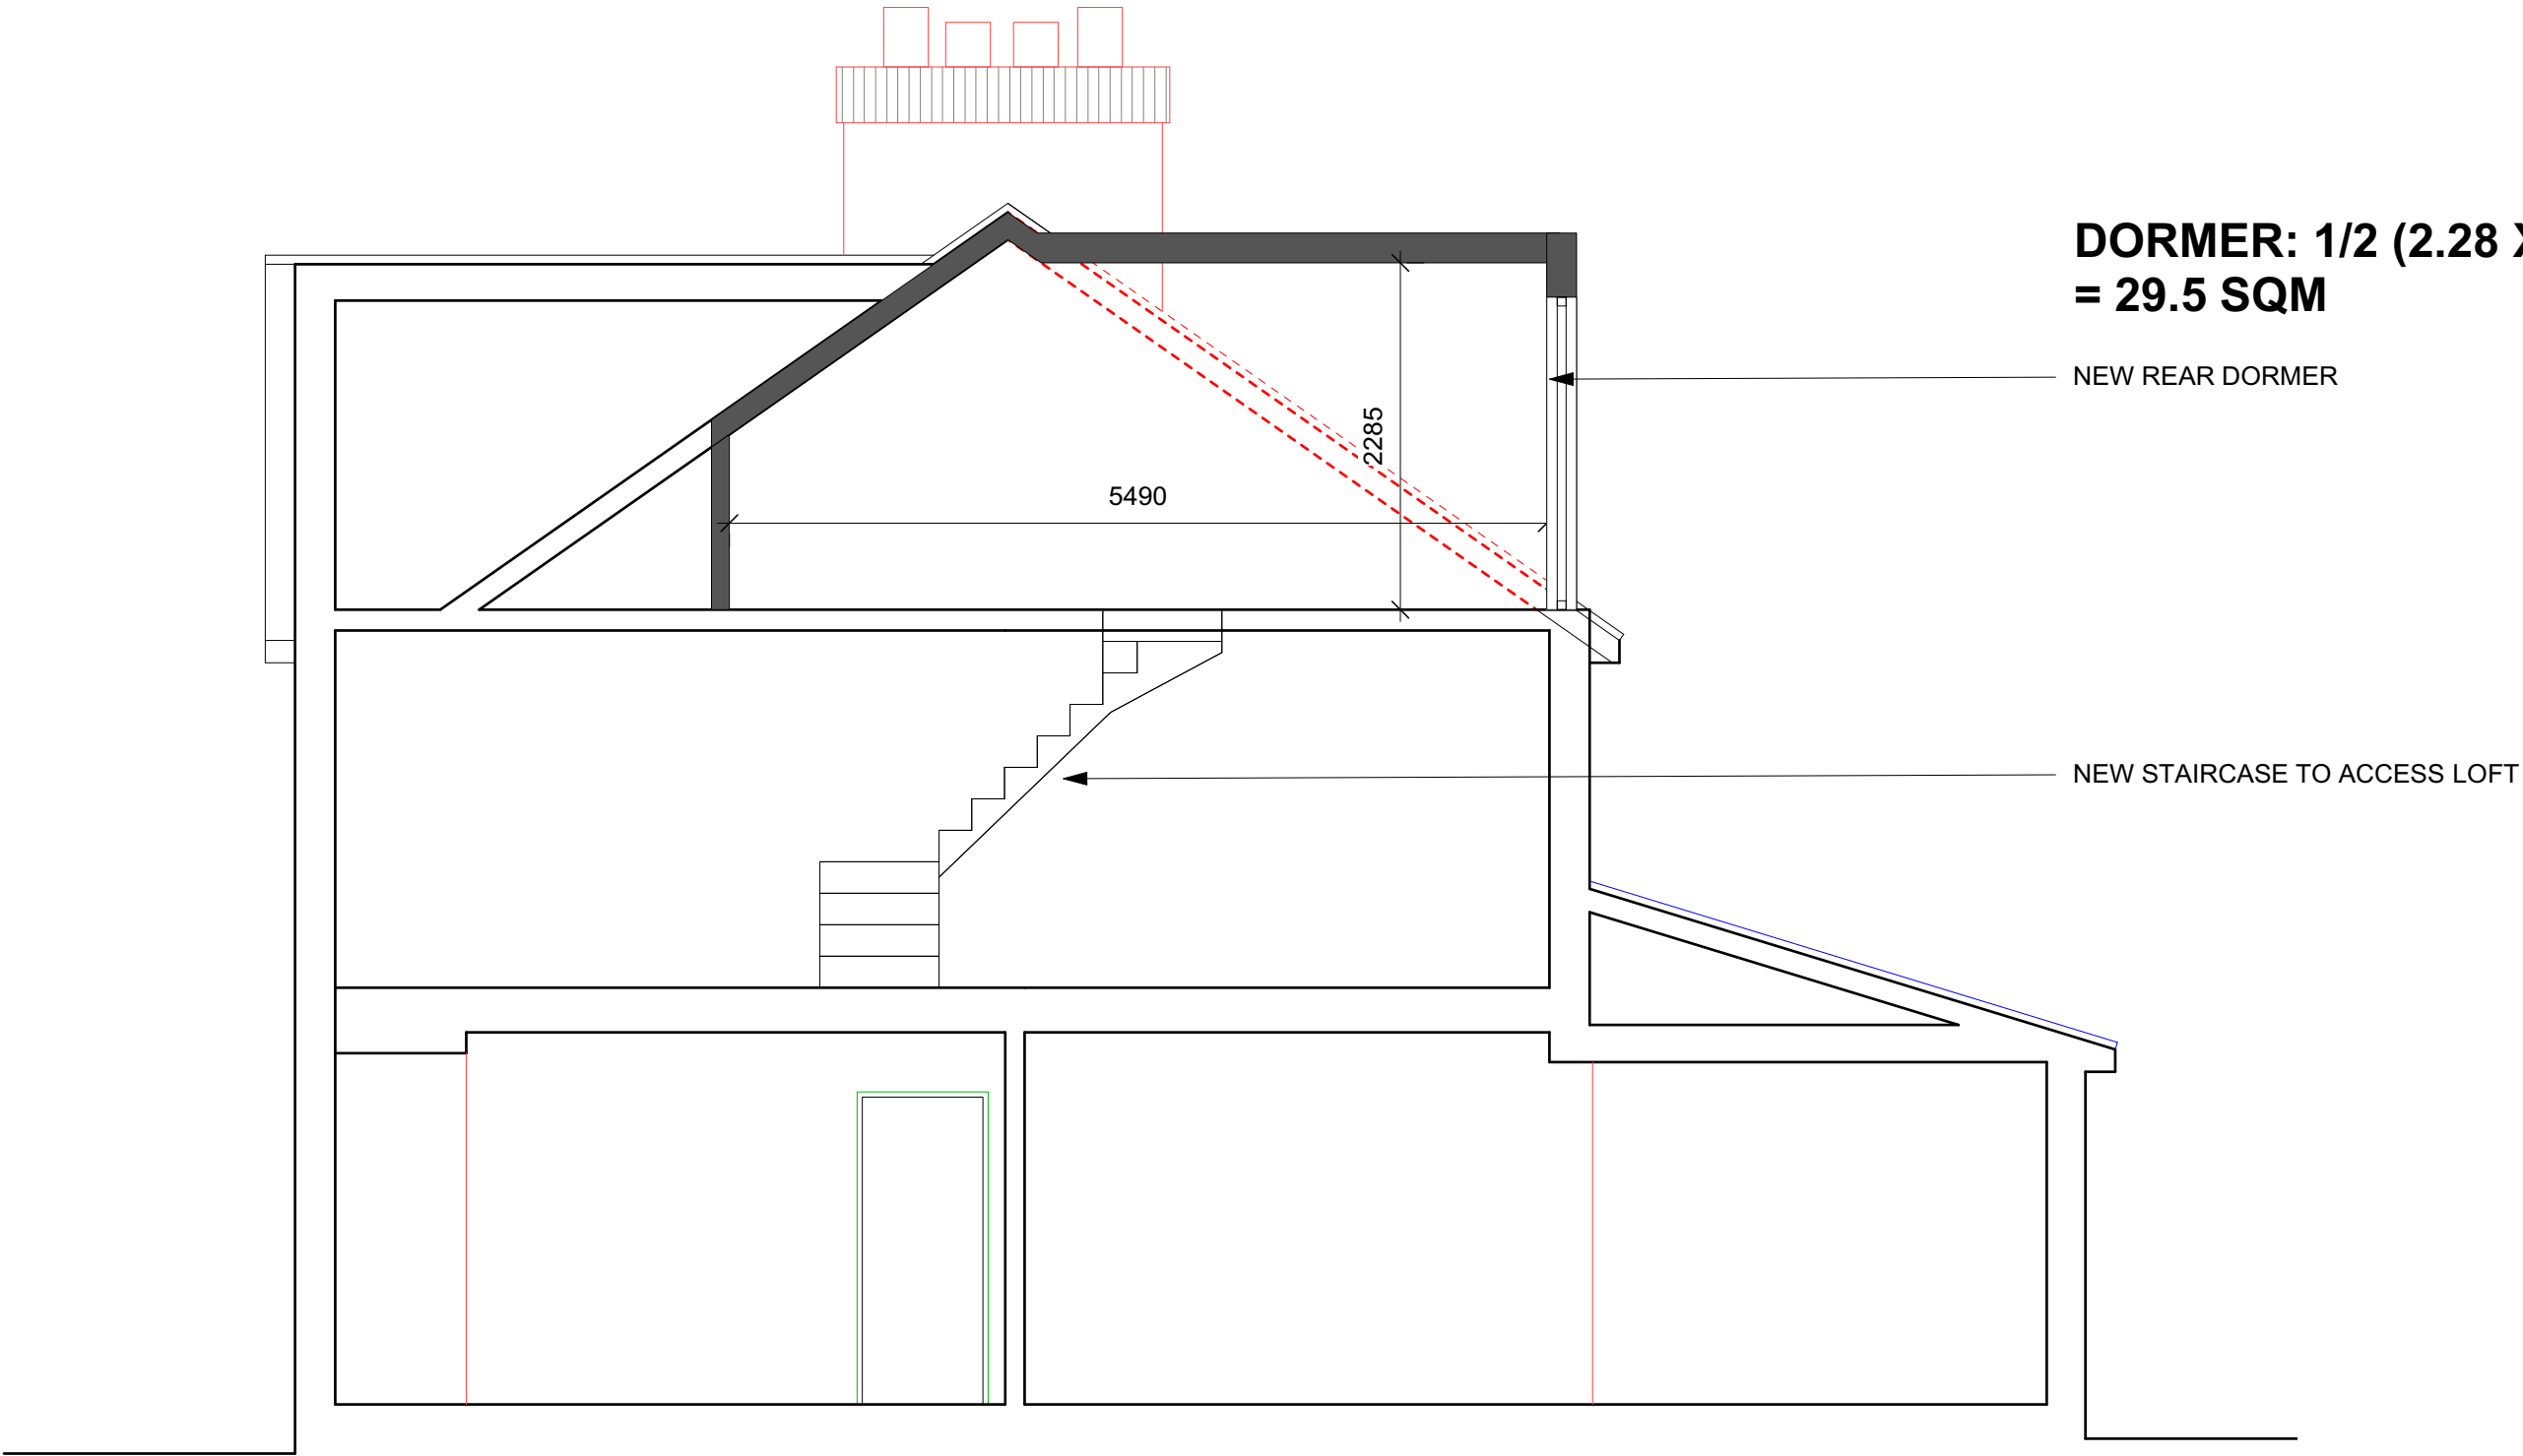 DORMER: 1/2 (2.28 X
= 29.5 SQM
NEW REAR DORMER
2285
5490
NEW STAIRCASE TO ACCESS LOFT